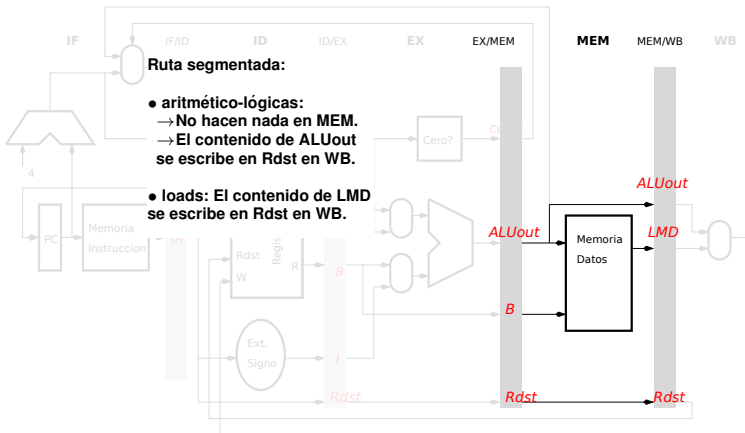 IF
IF/ID
ID
ID/EX
EX
EX/MEM
MEM
MEM/WB
WB
Ruta segmentada:
● aritmético-lógicas:
→No hacen nada en MEM.
→El contenido de ALUout
se escribe en Rdst en WB.
● loads: El contenido de LMD
se escribe en Rdst en WB.
Cero?
4
PC
Memoria
Instruccion
Rdst
W
R
B
ALUout
ALUout
LMD
Memoria
Datos
B
Ext.
Signo
I
Rdst
Rdst
Rdst